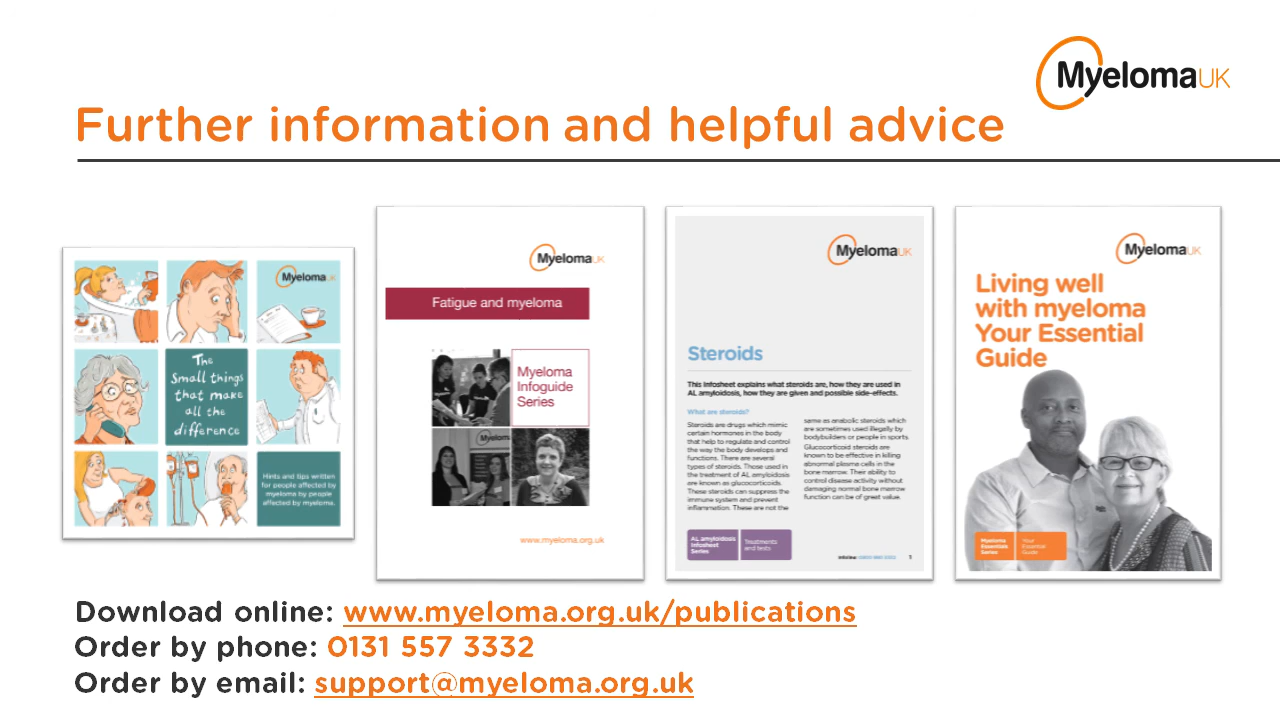 MyelomaUK
Further information and helpful advice
MyelomaUK
The
Small things
that make
all the
difference
Hints and tips written
for people affected by
myeloma by people
affected by myeloma.
MyelomaUK
Fatigue and myeloma
Myeloma
Infoguide
Series
Myelom
www.myeloma.org.uk
MyelomaUK
Steroids
This Infosheet explains what steroids are, how they are used in
AL amyloidosis, how they are given and possible side-effects.
What are steroids?
Steroids are drugs which mimic
certain hormones in the body
that help to regulate and control
the way the body develops and
functions. There are several
types of steroids. Those used in
the treatment of AL amyloidosis
are known as glucocorticoids.
These steroids can suppress the
immune system and prevent
inflammation. These are not the
same as anabolic steroids which
are sometimes used illegally by
bodybuilders or people in sports.
Glucocorticoid steroids are
known to be effective in killing
abnormal plasma cells in the
bone marrow. Their ability to
control disease activity without
damaging normal bone marrow
function can be of great value.
AL amyloidosis
Infosheet
Series
Treatments
and tests
1
MyelomaUK
Living well
with myeloma
Your Essential
Guide
Myeloma
Essentials
Series
Your
Essential
Guide
Download online: www.myeloma.org.uk/publications
Order by phone: 0131 557 3332
Order by email: support@myeloma.org.uk